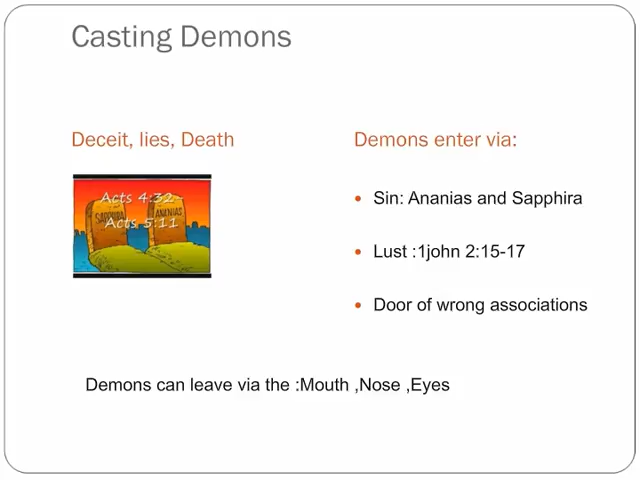 Casting Demons
Deceit, lies, Death
Demons enter via:
Acts 4:32 -
SAPPHIRA
ANANIAS
Acts 5:11
• Sin: Ananias and Sapphira
• Lust :1john 2:15-17
• Door of wrong associations
Demons can leave via the :Mouth ,Nose ,Eyes